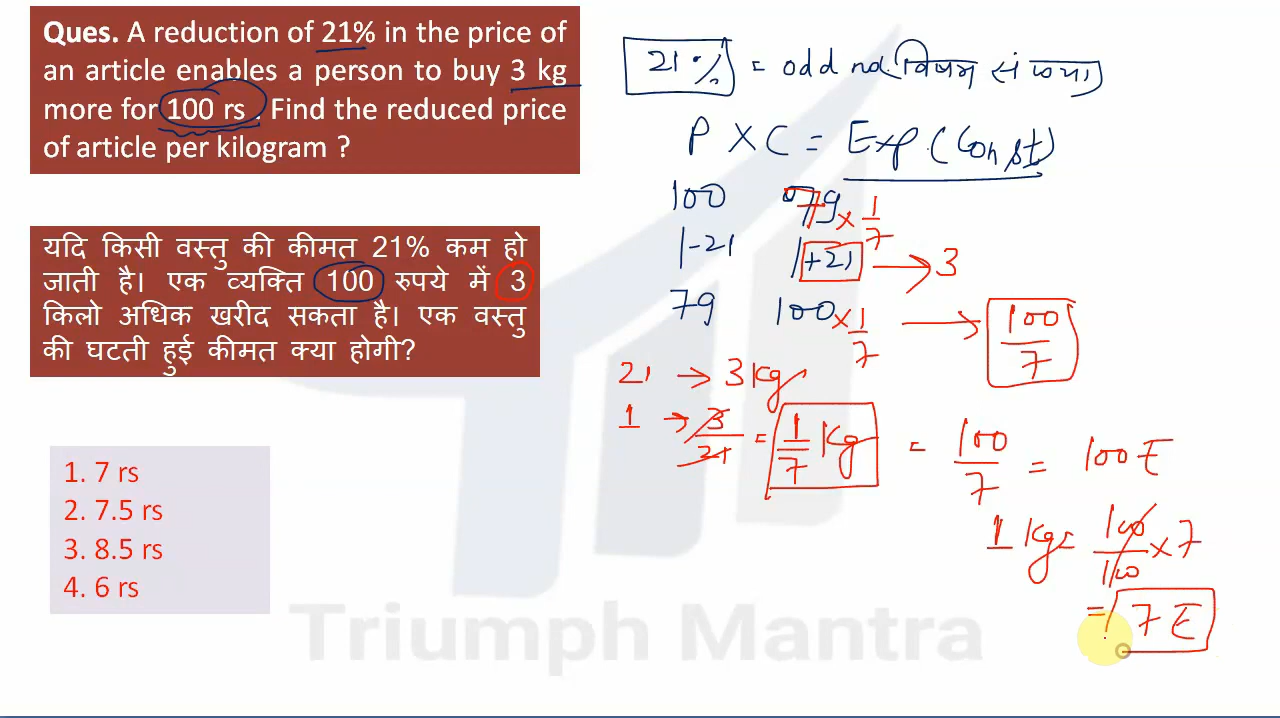 Ques. A reduction of 21% in the price of
an article enables a person to buy 3 kg
more for 100 rs . Find the reduced price
of article per kilogram ?
यदि किसी वस्तु की कीमत 21% कम हो
जाती है। एक व्यक्ति 100 रुपये में 3
किलो अधिक खरीद सकता है। एक वस्तु
की घटती हुई कीमत क्या होगी?
1. 7 rs
2. 7.5 rs
3. 8.5 rs
4. 6 rs
21% = odd no. विषम संख्या
P X C = Exp. (Const)
100 79 x 1/7
1-21 1+21 → 3
79 100 x 1/7 → 100/7
21 → 3 Kg
1 → 3/21 = 1/7 Kg = 100/7 = 100 ₹
1 Kg = 100/100 x 7
= 7 ₹
Triumph Mantra